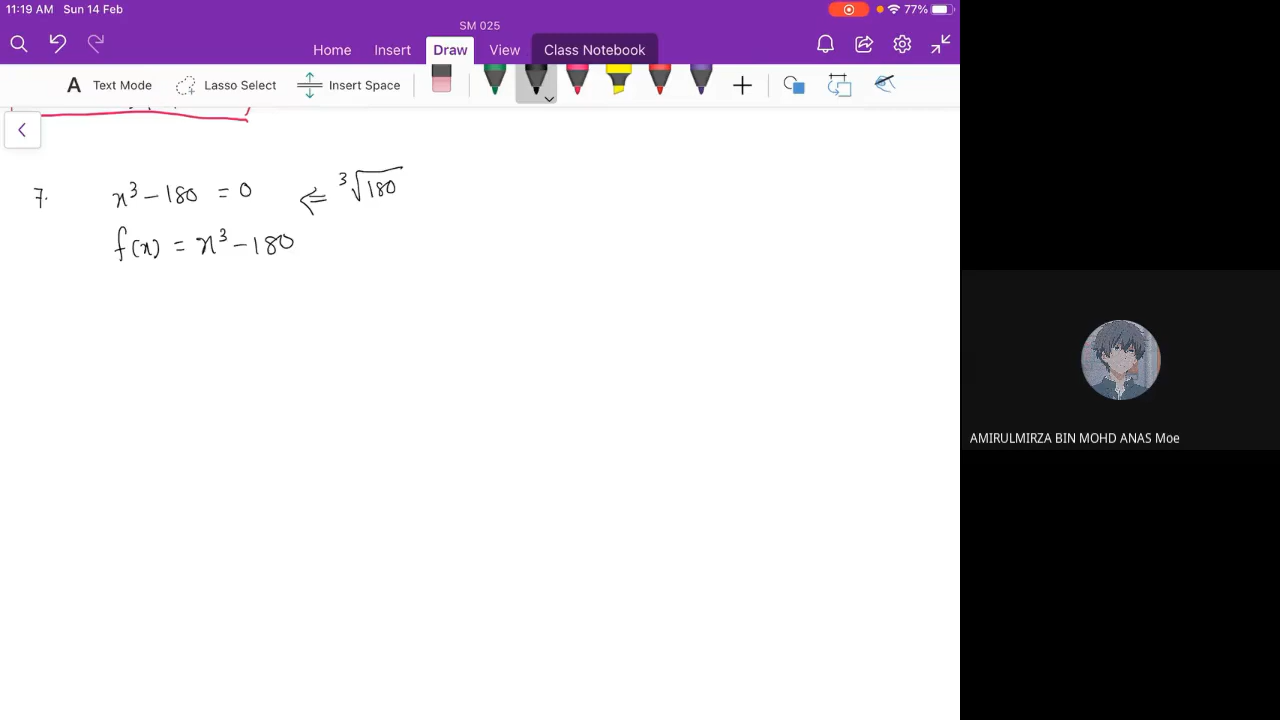 11:19 AM Sun 14 Feb
77%
SM 025
Home Insert Draw View Class Notebook
Text Mode Lasso Select Insert Space
7. x³ − 180 = 0 ⇐ ³√180
f(x) = x³ − 180
AMIRULMIRZA BIN MOHD ANAS Moe